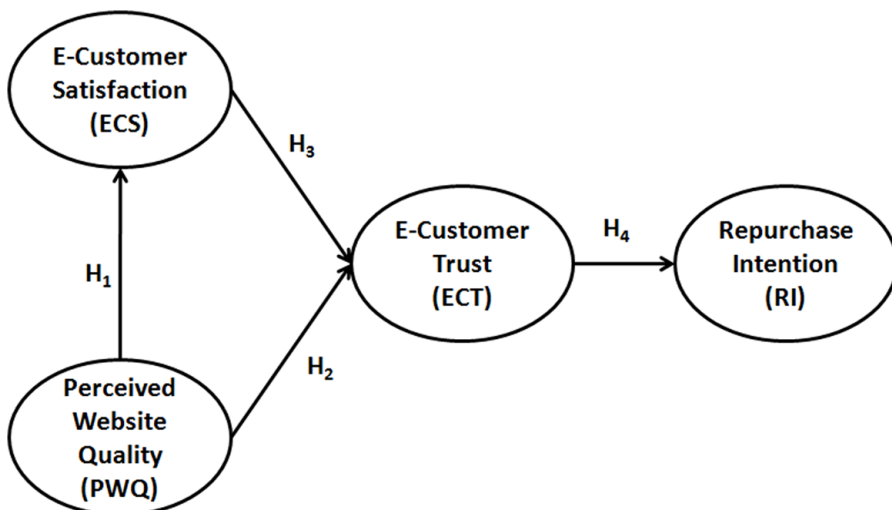 E-Customer
Satisfaction
(ECS)
H₃
E-Customer
Trust
(ECT)
H₄
Repurchase
Intention
(RI)
H₁
H₂
Perceived
Website
Quality
(PWQ)